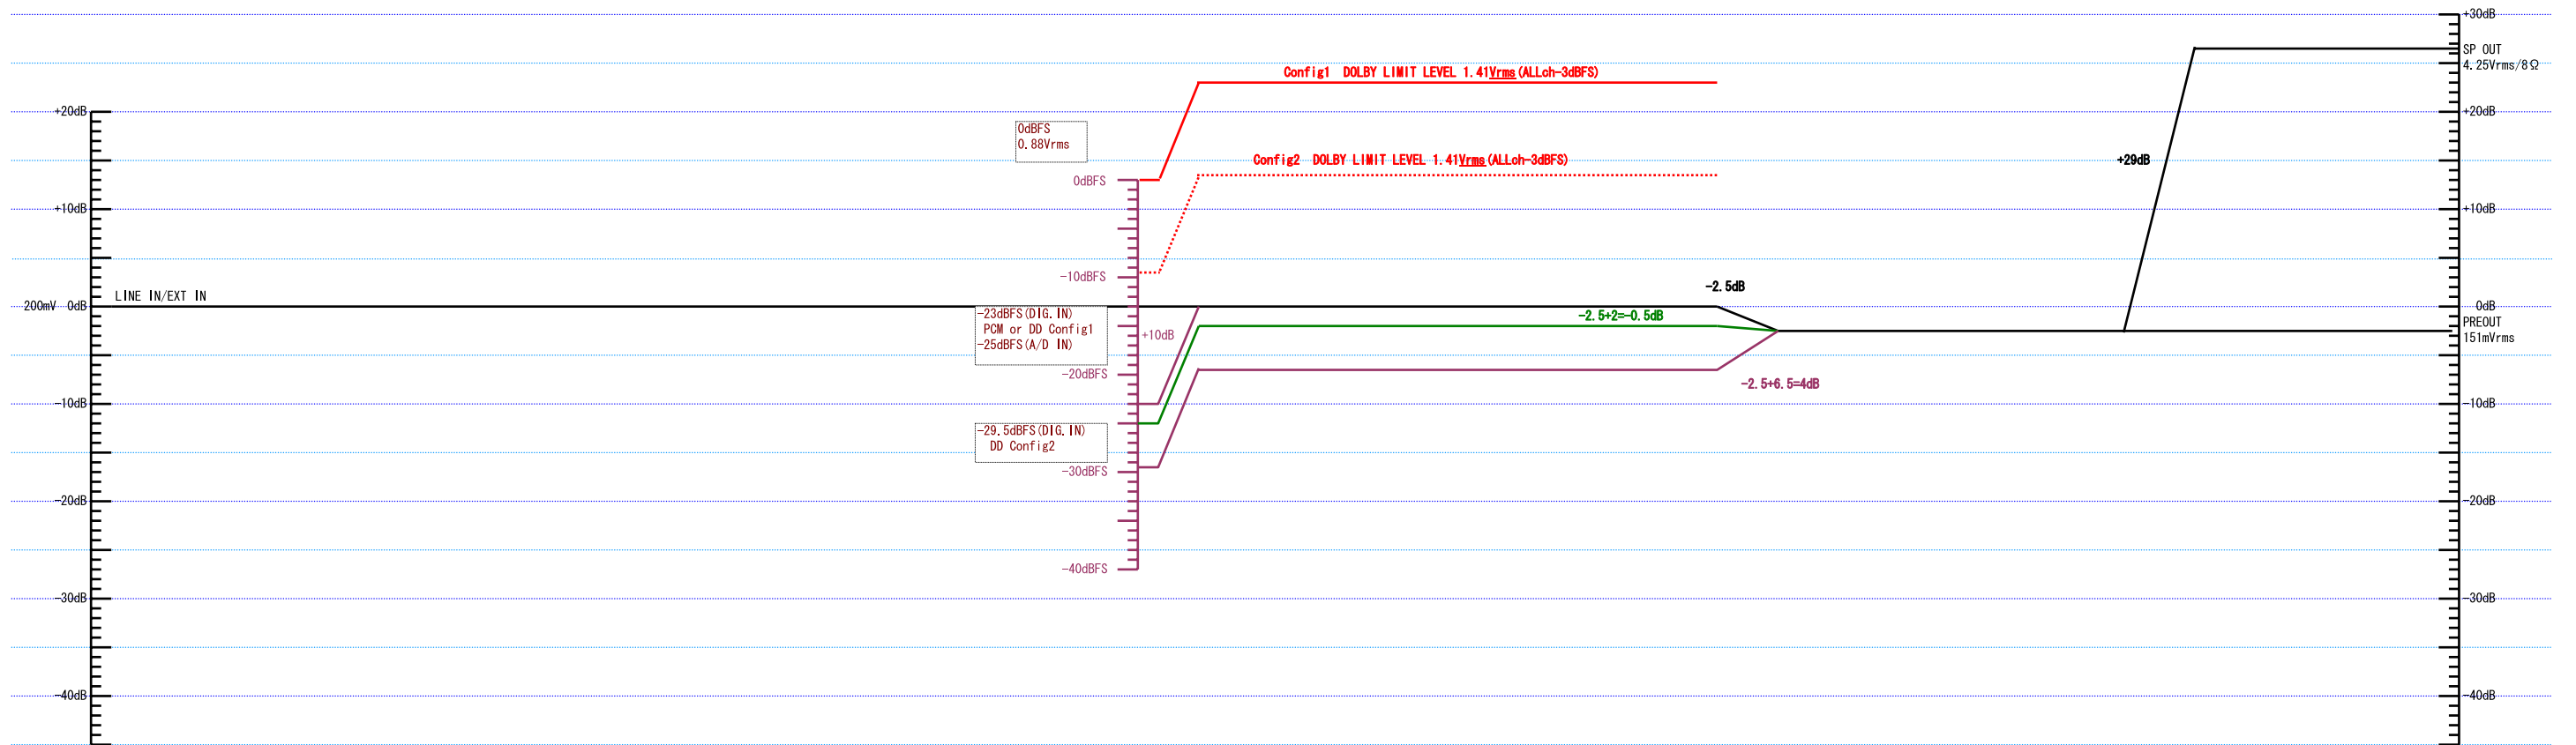 +30dB
SP OUT
4.25Vrms/8Ω
Config1 DOLBY LIMIT LEVEL 1.41Vrms(ALLch-3dBFS)
+20dB
+20dB
0dBFS
0.88Vrms
Config2 DOLBY LIMIT LEVEL 1.41Vrms(ALLch-3dBFS)
+29dB
0dBFS
+10dB
+10dB
-10dBFS
-2.5dB
LINE IN/EXT IN
200mV 0dB
0dB
-23dBFS(DIG.IN)
PCM or DD Config1
-25dBFS(A/D IN)
-2.5+2=-0.5dB
PREOUT
151mVrms
+10dB
-20dBFS
-2.5+6.5=4dB
-10dB
-10dB
-29.5dBFS(DIG.IN)
DD Config2
-30dBFS
-20dB
-20dB
-40dBFS
-30dB
-30dB
-40dB
-40dB